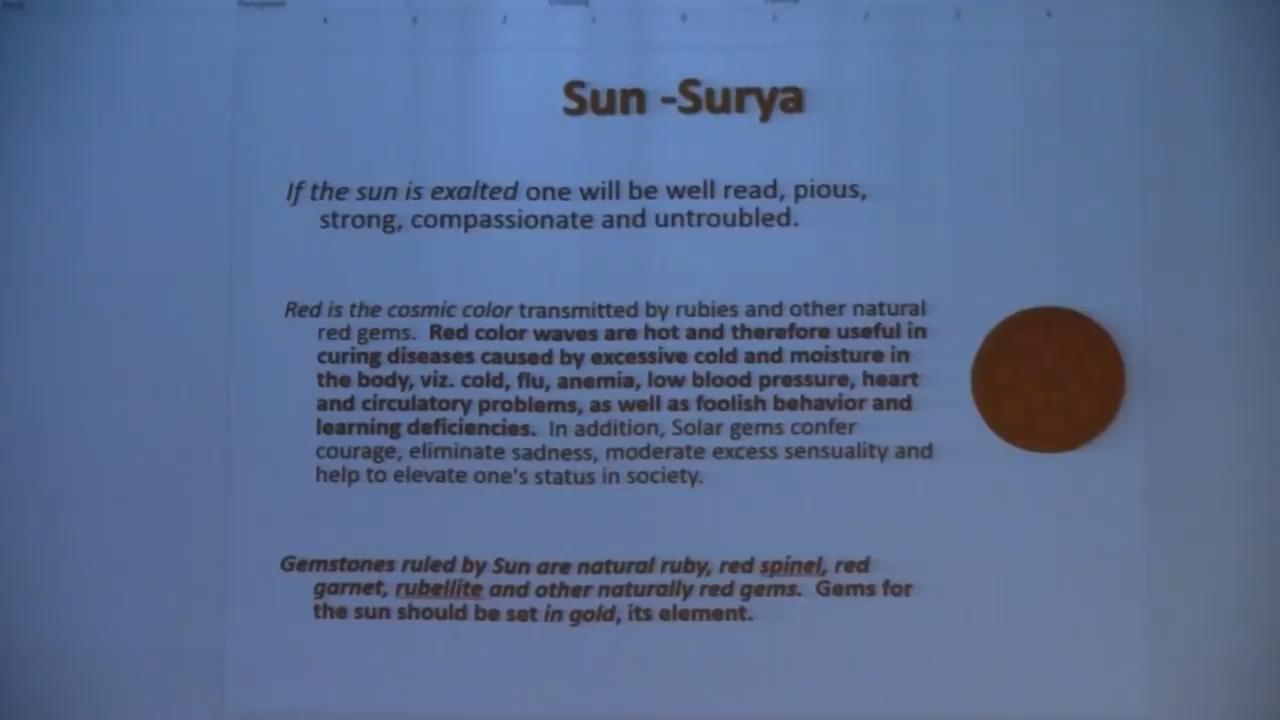 Sun -Surya
If the sun is exalted one will be well read, pious,
strong, compassionate and untroubled.
Red is the cosmic color transmitted by rubies and other natural
red gems. Red color waves are hot and therefore useful in
curing diseases caused by excessive cold and moisture in
the body, viz. cold, flu, anemia, low blood pressure, heart
and circulatory problems, as well as foolish behavior and
learning deficiencies. In addition, Solar gems confer
courage, eliminate sadness, moderate excess sensuality and
help to elevate one's status in society.
Gemstones ruled by Sun are natural ruby, red spinel, red
garnet, rubellite and other naturally red gems. Gems for
the sun should be set in gold, its element.